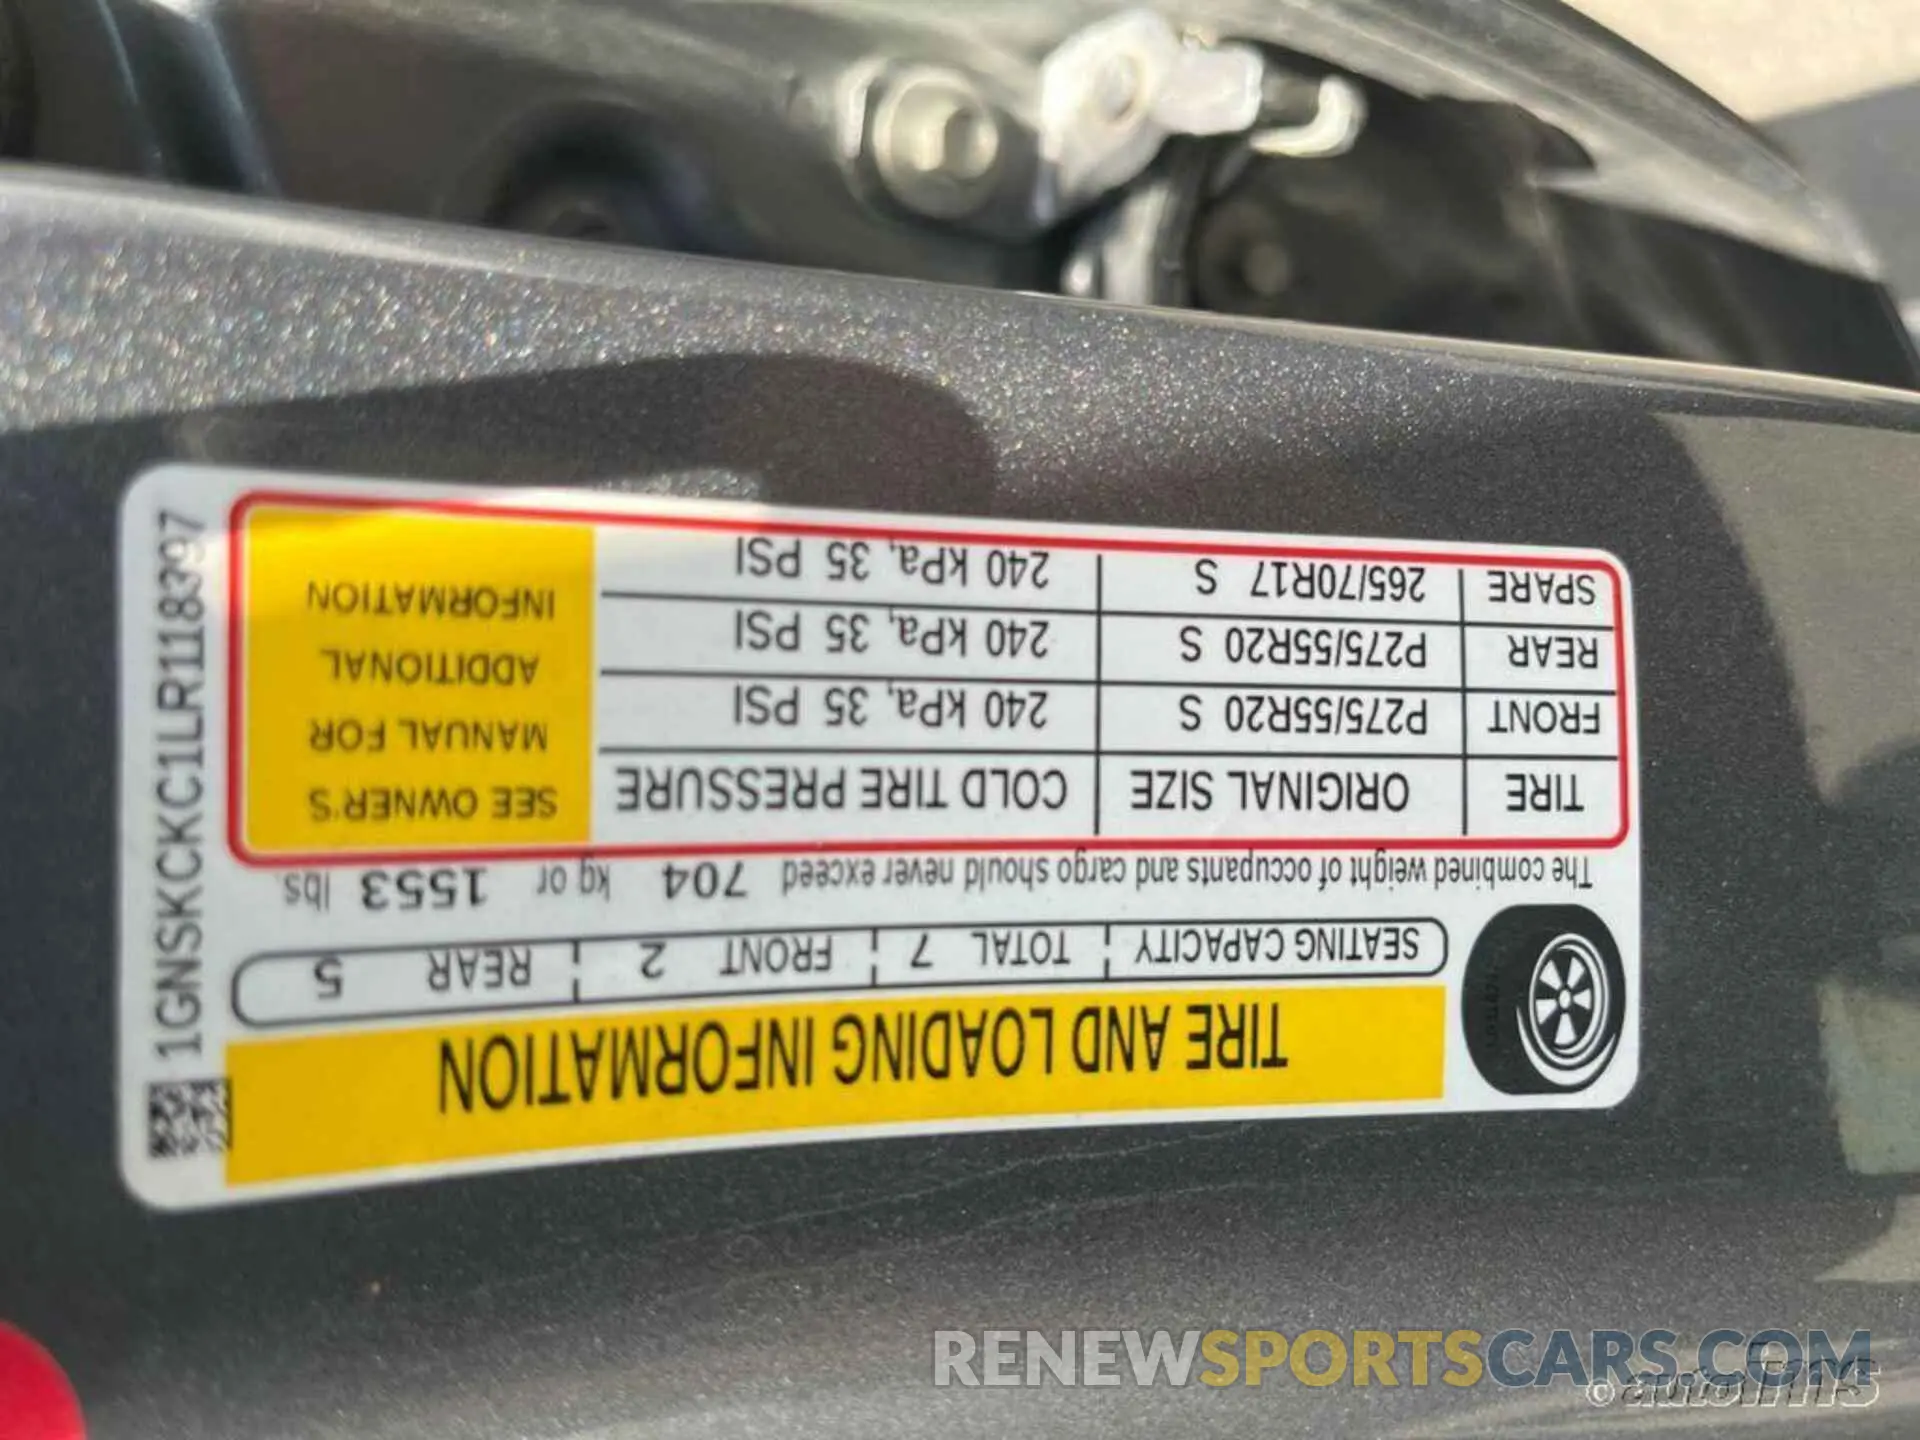 TIRE AND LOADING INFORMATION
SEATING CAPACITY TOTAL 7 FRONT 2 REAR 5
The combined weight of occupants and cargo should never exceed 704 kg or 1553 lbs.
TIRE ORIGINAL SIZE COLD TIRE PRESSURE
FRONT P275/55R20 S 240 kPa, 35 PSI
REAR P275/55R20 S 240 kPa, 35 PSI
SPARE 265/70R17 S 240 kPa, 35 PSI
SEE OWNER'S
MANUAL FOR
ADDITIONAL
INFORMATION
1GNSKCKC1LR118397
RENEWSPORTSCARS.COM